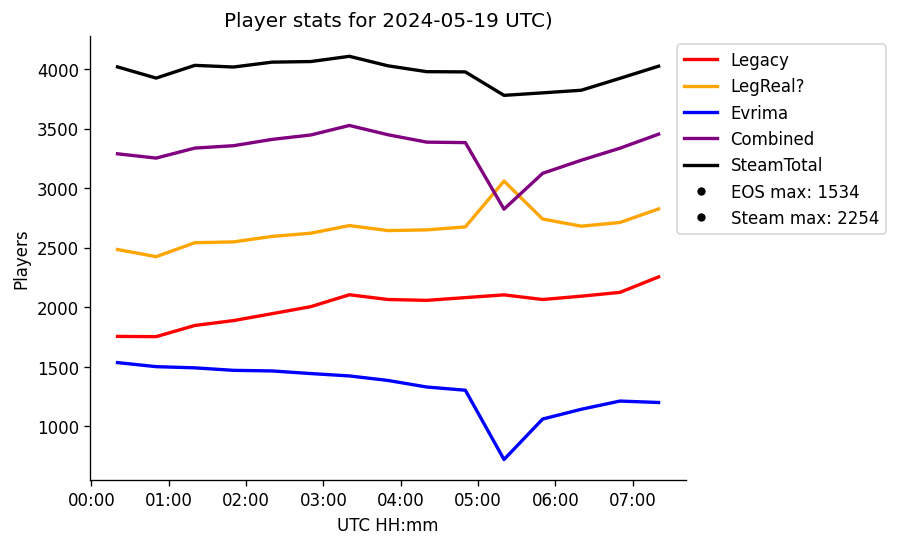 Player stats for 2024-05-19 UTC)
Players
4000
3500
3000
2500
2000
1500
1000
00:00 01:00 02:00 03:00 04:00 05:00 06:00 07:00
UTC HH:mm
Legacy
LegReal?
Evrima
Combined
SteamTotal
EOS max: 1534
Steam max: 2254